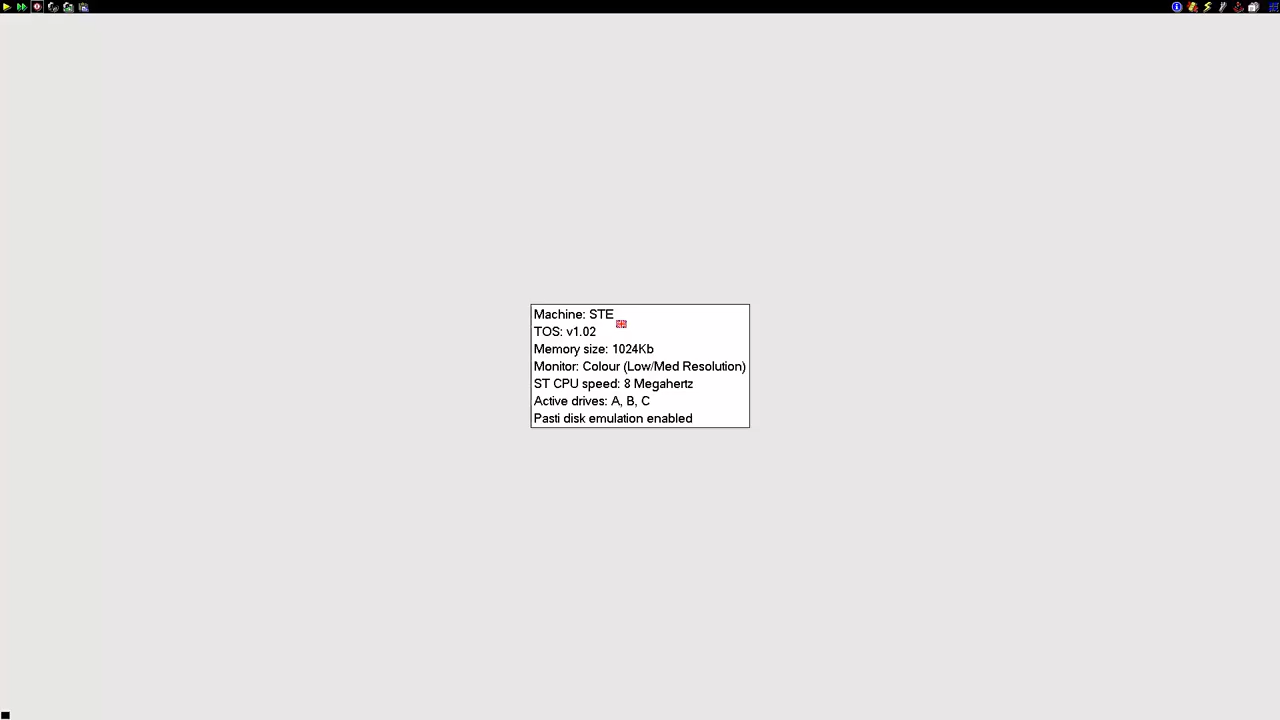 Machine: STE
TOS: v1.02
Memory size: 1024Kb
Monitor: Colour (Low/Med Resolution)
ST CPU speed: 8 Megahertz
Active drives: A, B, C
Pasti disk emulation enabled